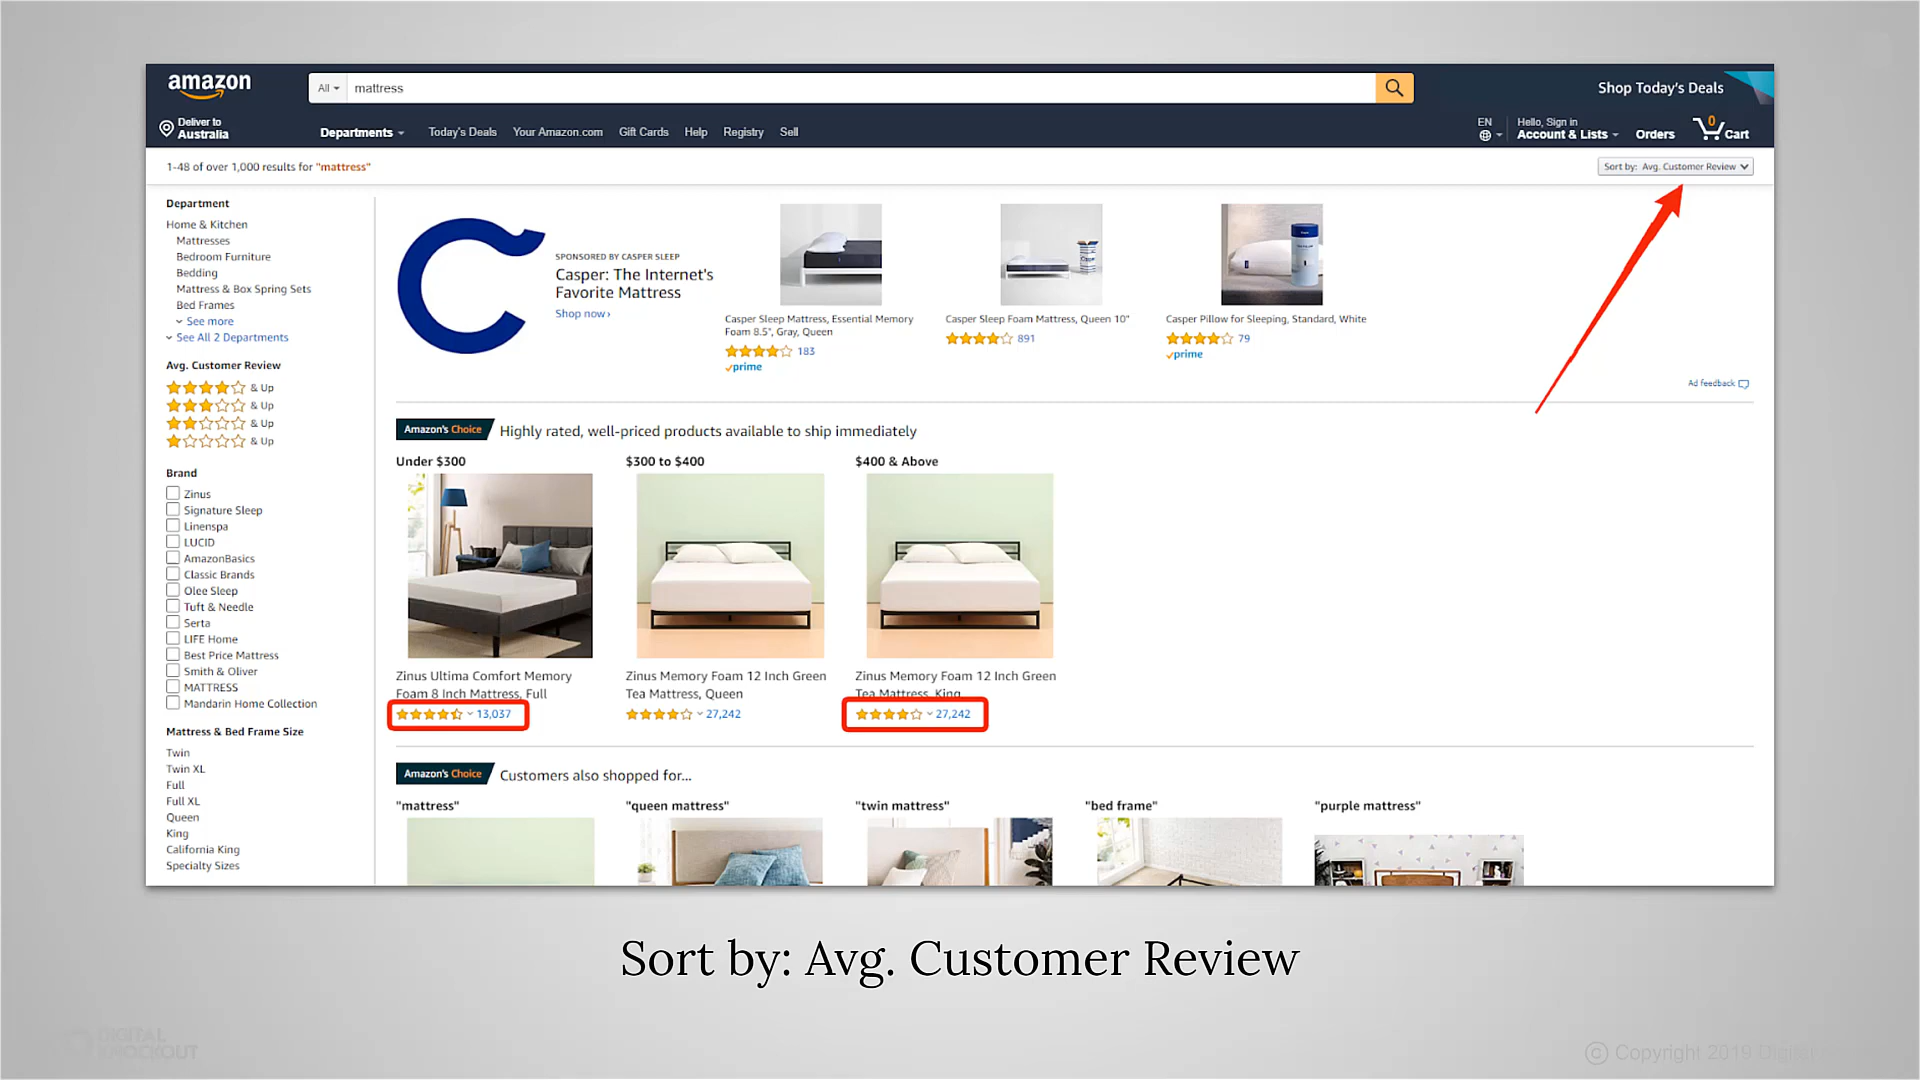 amazon
All mattress
Shop Today's Deals
Deliver to
Australia
Departments Today's Deals Your Amazon.com Gift Cards Help Registry Sell
EN Hello, Sign in
Account & Lists Orders 0 Cart
1-48 of over 1,000 results for "mattress"
Sort by: Avg. Customer Review
Department
Home & Kitchen
Mattresses
Bedroom Furniture
Bedding
Mattress & Box Spring Sets
Bed Frames
See more
See All 2 Departments
Avg. Customer Review
& Up
& Up
& Up
& Up
Brand
Zinus
Signature Sleep
Linenspa
LUCID
AmazonBasics
Classic Brands
Olee Sleep
Tuft & Needle
Serta
LIFE Home
Best Price Mattress
Smith & Oliver
MATTRESS
Mandarin Home Collection
Mattress & Bed Frame Size
Twin
Twin XL
Full
Full XL
Queen
King
California King
Specialty Sizes
SPONSORED BY CASPER SLEEP
Casper: The Internet's
Favorite Mattress
Shop now ›
Casper Sleep Mattress, Essential Memory
Foam 8.5", Gray, Queen
183
prime
Casper Sleep Foam Mattress, Queen 10"
891
Casper Pillow for Sleeping, Standard, White
79
prime
Ad feedback
Amazon's Choice Highly rated, well-priced products available to ship immediately
Under $300
Zinus Ultima Comfort Memory
Foam 8 Inch Mattress, Full
13,037
$300 to $400
Zinus Memory Foam 12 Inch Green
Tea Mattress, Queen
27,242
$400 & Above
Zinus Memory Foam 12 Inch Green
Tea Mattress, King
27,242
Amazon's Choice Customers also shopped for...
"mattress" "queen mattress" "twin mattress" "bed frame" "purple mattress"
Sort by: Avg. Customer Review
DIGITAL
KNOCKOUT
© Copyright 2019 Digital